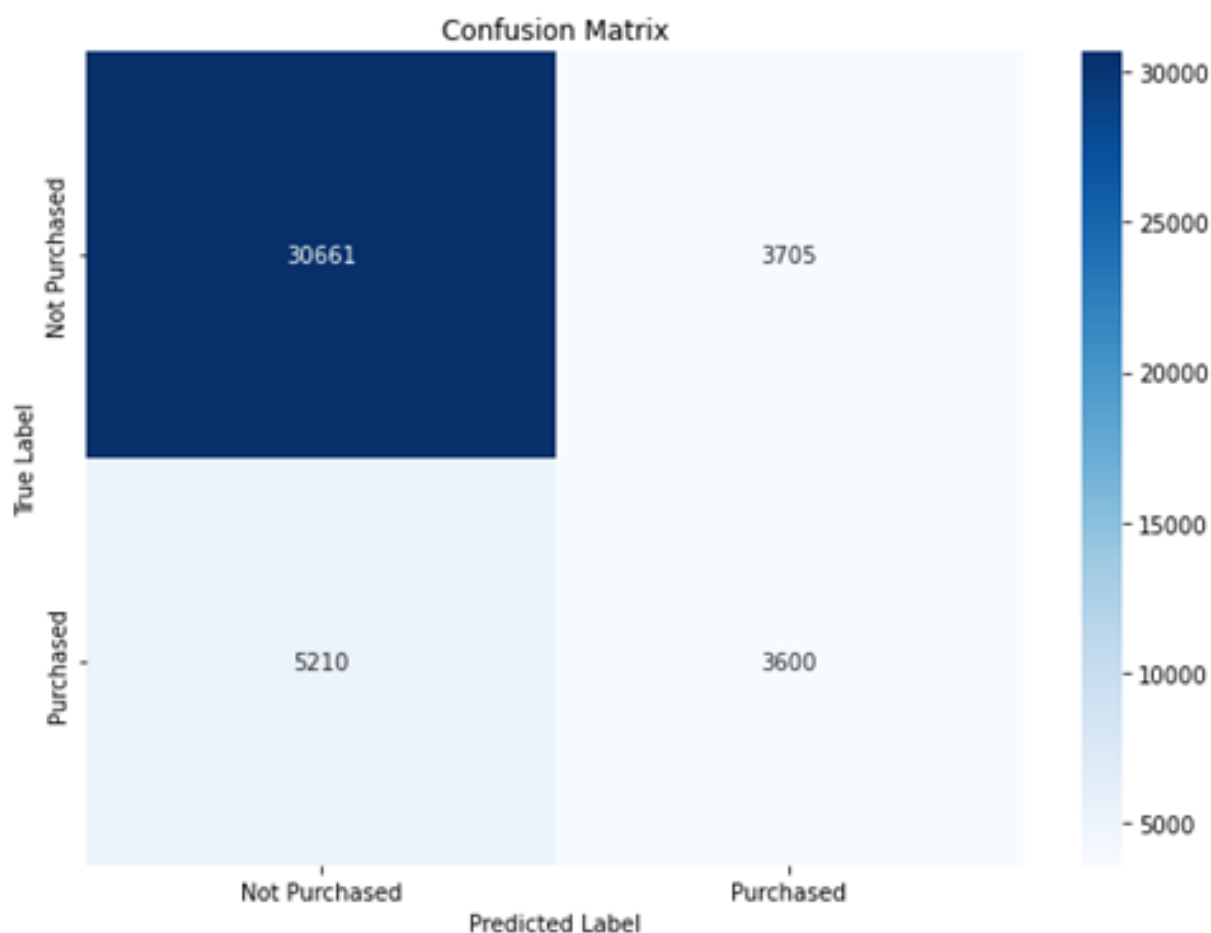 Confusion Matrix
Not Purchased
Purchased
True Label
30661
3705
5210
3600
Not Purchased
Purchased
Predicted Label
30000
25000
20000
15000
10000
5000